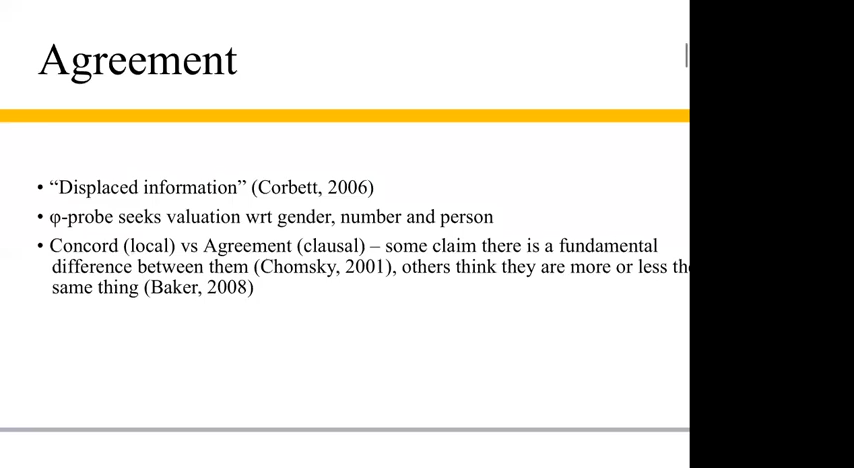 Agreement
• “Displaced information” (Corbett, 2006)
• φ-probe seeks valuation wrt gender, number and person
• Concord (local) vs Agreement (clausal) – some claim there is a fundamental
difference between them (Chomsky, 2001), others think they are more or less the
same thing (Baker, 2008)